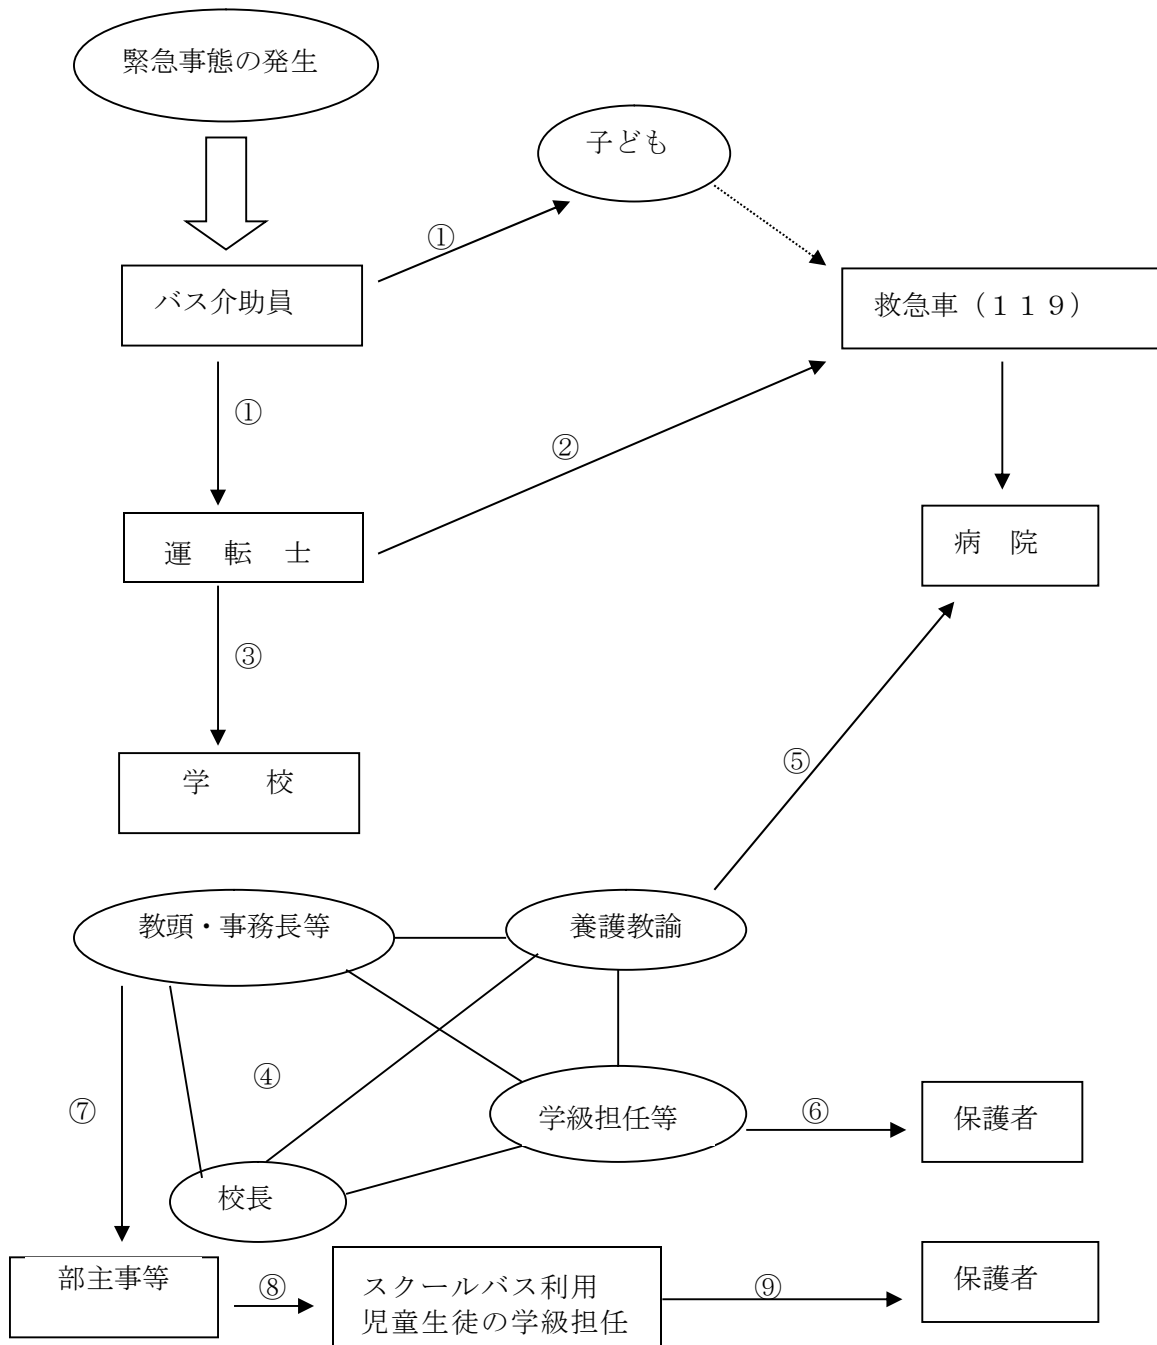 緊急事態の発生
子ども
①
バス介助員
救急車（１１９）
①
②
運　転　士
病　院
③
学　　校
⑤
教頭・事務長等
養護教諭
④
⑦
学級担任等
⑥
保護者
校長
部主事等
⑧
スクールバス利用
児童生徒の学級担任
⑨
保護者